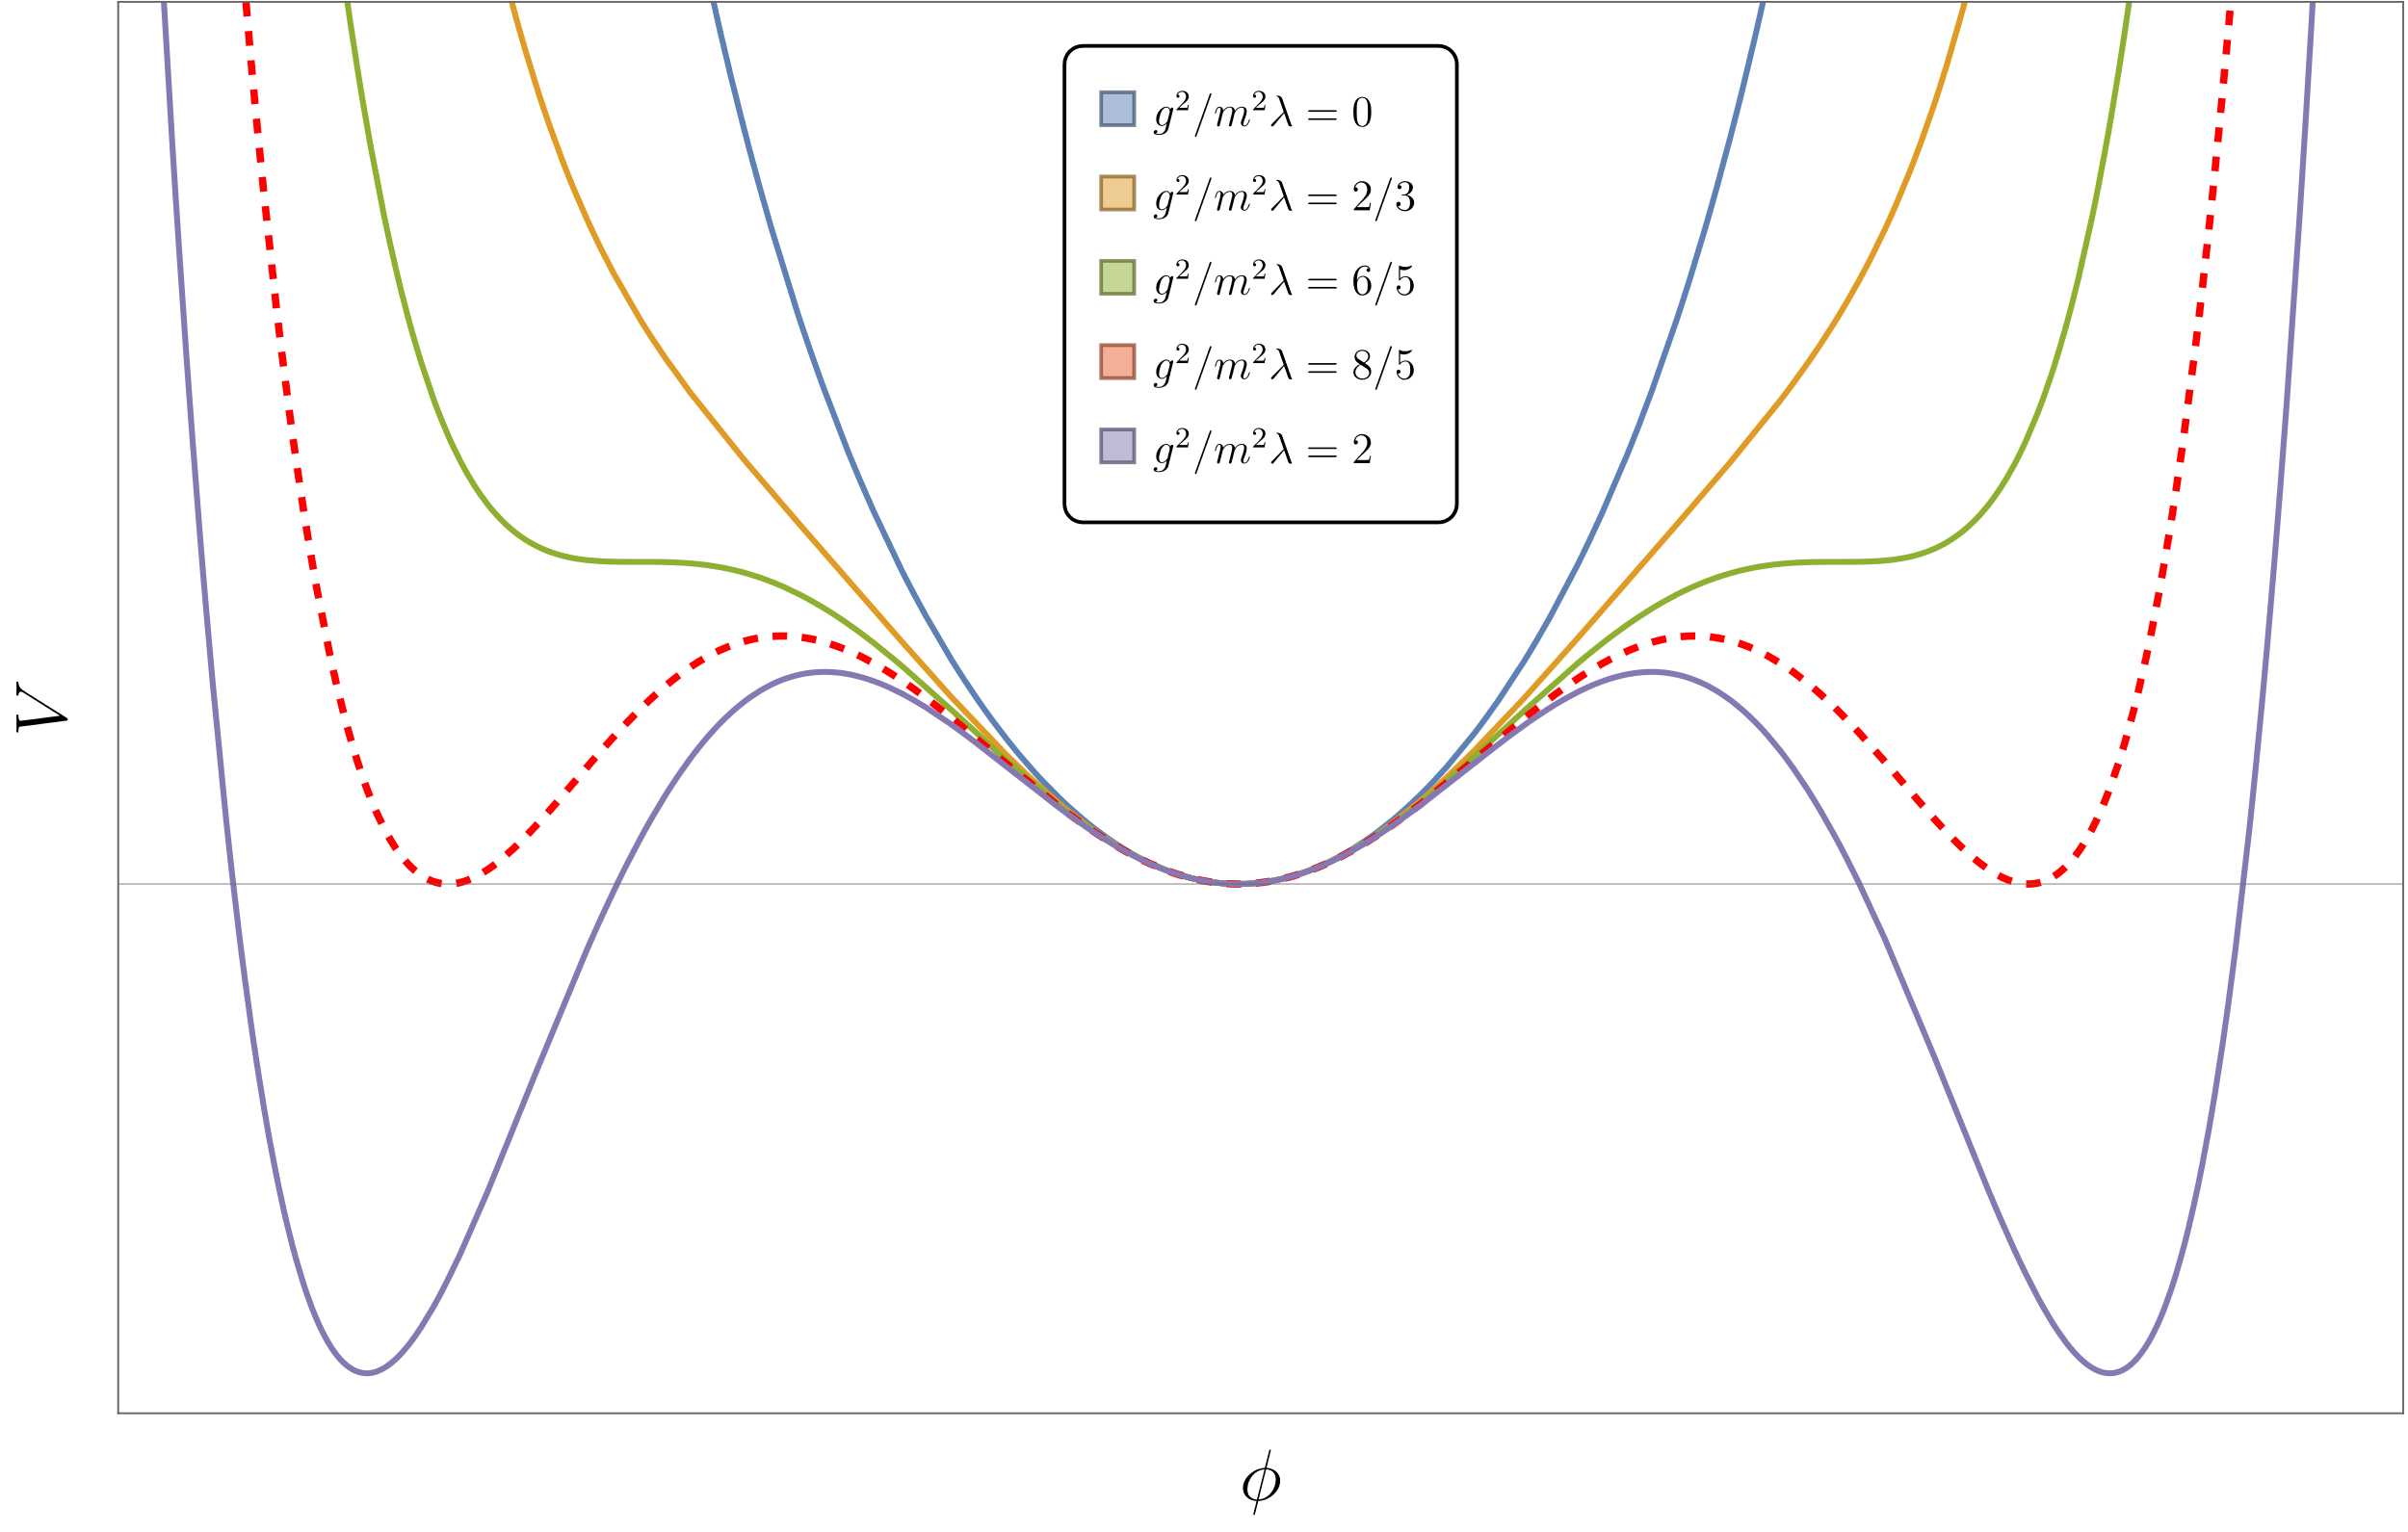 g²/m²λ = 0
g²/m²λ = 2/3
g²/m²λ = 6/5
g²/m²λ = 8/5
g²/m²λ = 2
V
ϕ